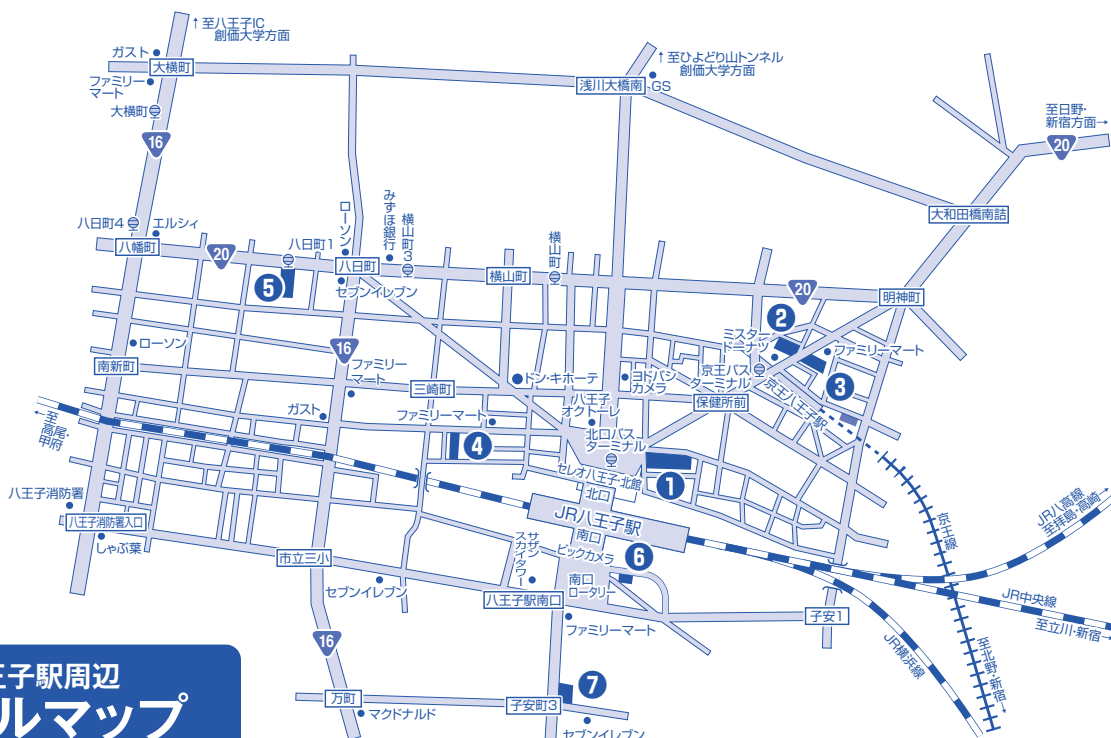 ↑至八王子IC
創価大学方面
ガスト
大横町
ファミリー
マート
大横町
16
↑至ひよどり山トンネル
創価大学方面
浅川大橋南
GS
至日野・
新宿方面→
20
大和田橋南詰
八日町4
エルシィ
八幡町
20
八日町1
ローソン
みずほ銀行
横山町3
八日町
セブンイレブン
横山町
横山町
20
明神町
5
2
ミスター
ドーナツ
ファミリーマート
3
ローソン
南新町
16
ファミリー
マート
三崎町
ドン・キホーテ
ヨドバシ
カメラ
京王バス
ターミナル
京王八王子駅
保健所前
八王子
オクトーレ
ガスト
ファミリーマート
4
北口バス
ターミナル
セレオ八王子・北館
1
←至
高尾・
甲府
北口
JR八王子駅
南口
ビックカメラ
6
サザン
スカイタワー
南口
ロータリー
八王子消防署
八王子消防署入口
しゃぶ葉
市立三小
セブンイレブン
八王子駅南口
ファミリーマート
子安1
京王線
JR八高線
至拝島・高崎→
JR中央線
至立川・新宿→
JR横浜線
至北野・新宿→
16
万町
マクドナルド
子安町3
7
セブンイレブン
王子駅周辺
ルマップ